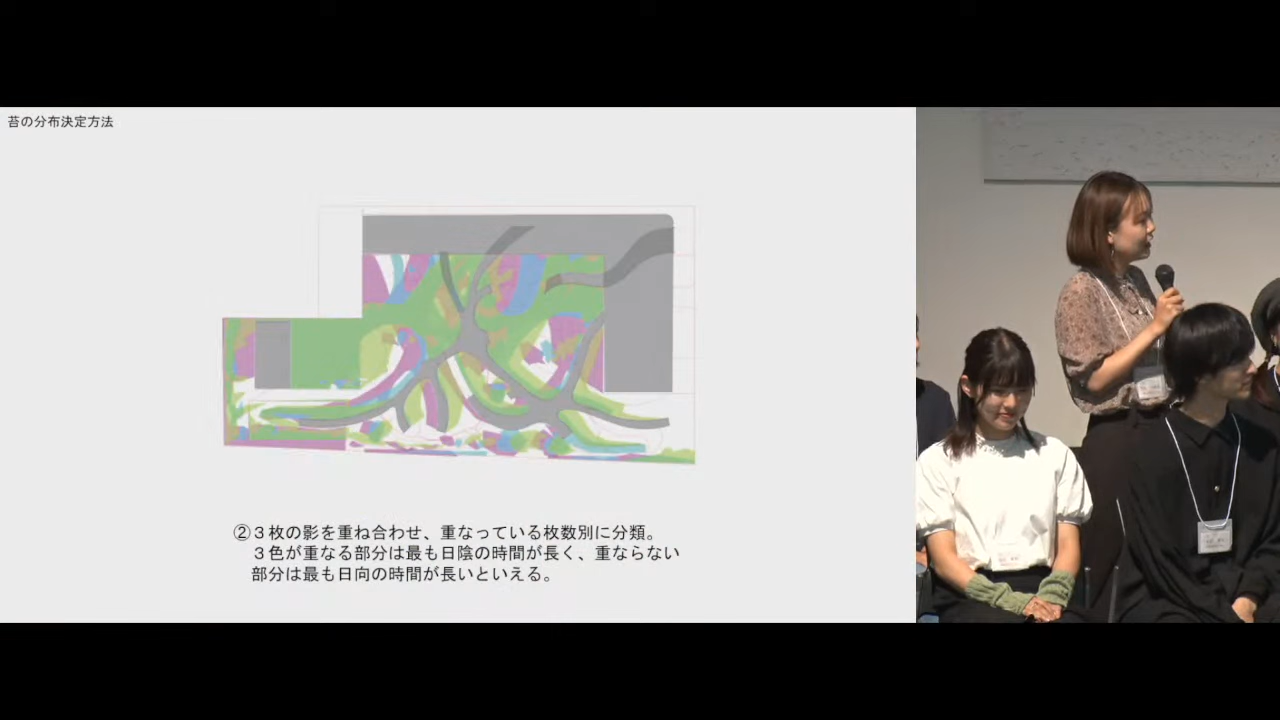 苔の分布決定方法
②３枚の影を重ね合わせ、重なっている枚数別に分類。
３色が重なる部分は最も日陰の時間が長く、重ならない
部分は最も日向の時間が長いといえる。